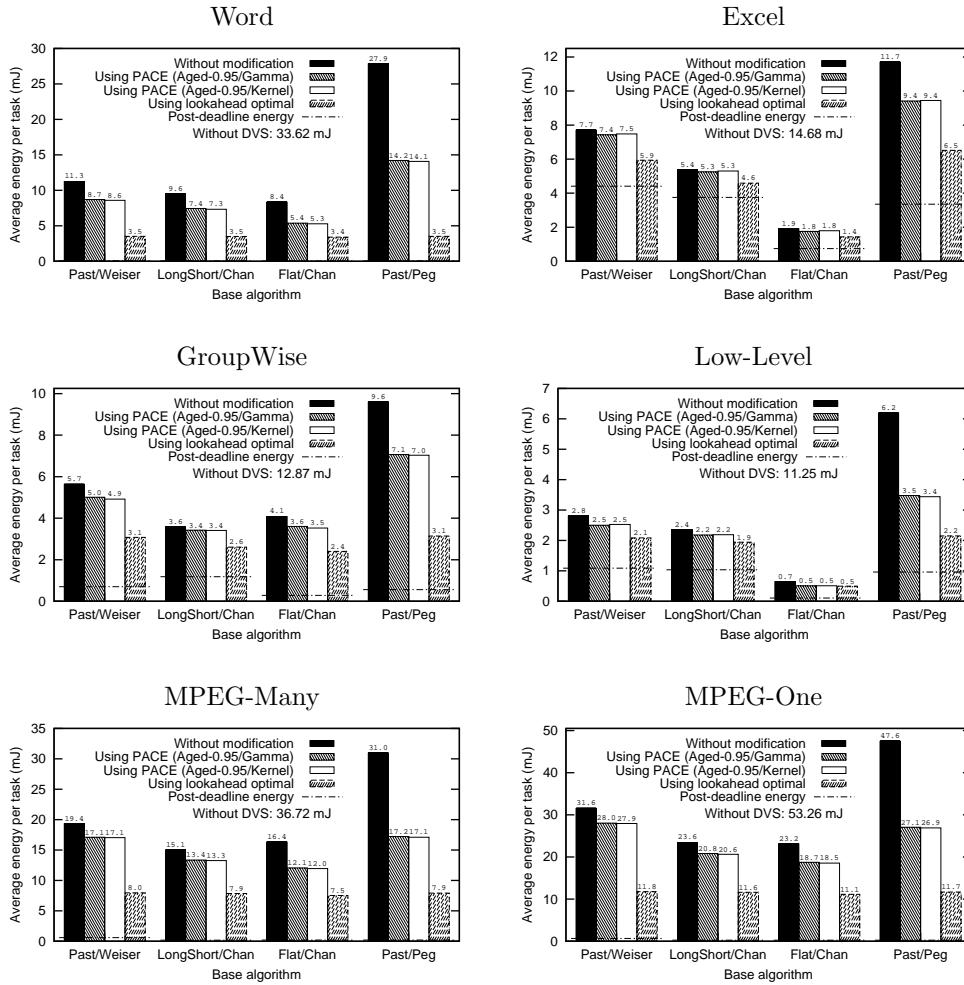 Word
Average energy per task (mJ)
30
25
20
15
10
5
0
Without modification
Using PACE (Aged-0.95/Gamma)
Using PACE (Aged-0.95/Kernel)
Using lookahead optimal
Post-deadline energy
Without DVS: 33.62 mJ
11.3 8.7 8.6 3.5
9.6 7.4 7.3 3.5
8.4 5.4 5.3 3.4
27.9 14.2 14.1 3.5
Past/Weiser LongShort/Chan Flat/Chan Past/Peg
Base algorithm
Excel
Average energy per task (mJ)
12
10
8
6
4
2
0
Without modification
Using PACE (Aged-0.95/Gamma)
Using PACE (Aged-0.95/Kernel)
Using lookahead optimal
Post-deadline energy
Without DVS: 14.68 mJ
7.7 7.4 7.5 5.9
5.4 5.3 5.3 4.6
1.9 1.8 1.8 1.4
11.7 9.4 9.4 6.5
Past/Weiser LongShort/Chan Flat/Chan Past/Peg
Base algorithm
GroupWise
Average energy per task (mJ)
10
8
6
4
2
0
Without modification
Using PACE (Aged-0.95/Gamma)
Using PACE (Aged-0.95/Kernel)
Using lookahead optimal
Post-deadline energy
Without DVS: 12.87 mJ
5.7 5.0 4.9 3.1
3.6 3.4 3.4 2.6
4.1 3.6 3.5 2.4
9.6 7.1 7.0 3.1
Past/Weiser LongShort/Chan Flat/Chan Past/Peg
Base algorithm
Low-Level
Average energy per task (mJ)
7
6
5
4
3
2
1
0
Without modification
Using PACE (Aged-0.95/Gamma)
Using PACE (Aged-0.95/Kernel)
Using lookahead optimal
Post-deadline energy
Without DVS: 11.25 mJ
2.8 2.5 2.5 2.1
2.4 2.2 2.2 1.9
0.7 0.5 0.5 0.5
6.2 3.5 3.4 2.2
Past/Weiser LongShort/Chan Flat/Chan Past/Peg
Base algorithm
MPEG-Many
Average energy per task (mJ)
35
30
25
20
15
10
5
0
Without modification
Using PACE (Aged-0.95/Gamma)
Using PACE (Aged-0.95/Kernel)
Using lookahead optimal
Post-deadline energy
Without DVS: 36.72 mJ
19.4 17.1 17.1 8.0
15.1 13.4 13.3 7.9
16.4 12.1 12.0 7.5
31.0 17.2 17.1 7.9
Past/Weiser LongShort/Chan Flat/Chan Past/Peg
Base algorithm
MPEG-One
Average energy per task (mJ)
50
40
30
20
10
0
Without modification
Using PACE (Aged-0.95/Gamma)
Using PACE (Aged-0.95/Kernel)
Using lookahead optimal
Post-deadline energy
Without DVS: 53.26 mJ
31.6 28.0 27.9 11.8
23.6 20.8 20.6 11.6
23.2 18.7 18.5 11.1
47.6 27.1 26.9 11.7
Past/Weiser LongShort/Chan Flat/Chan Past/Peg
Base algorithm